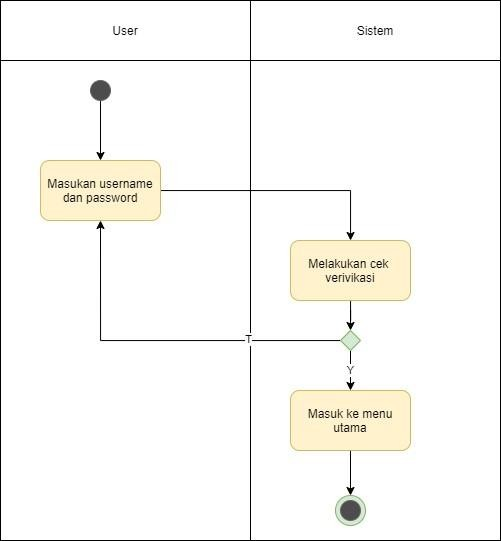 User
Sistem
Masukan username
dan password
Melakukan cek
verivikasi
T
Y
Masuk ke menu
utama